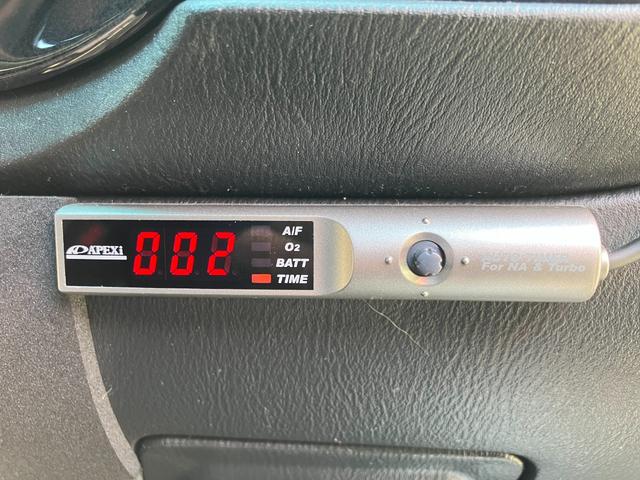 APEXi
002
A/F
O2
BATT
TIME
For NA & Turbo